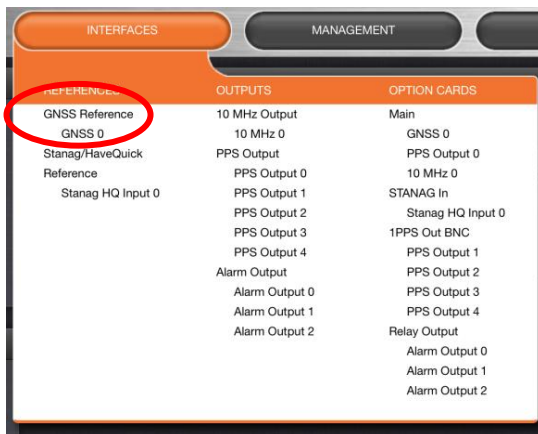 INTERFACES
MANAGEMENT
REFERENCES
GNSS Reference
GNSS 0
Stanag/HaveQuick
Reference
Stanag HQ Input 0
OUTPUTS
10 MHz Output
10 MHz 0
PPS Output
PPS Output 0
PPS Output 1
PPS Output 2
PPS Output 3
PPS Output 4
Alarm Output
Alarm Output 0
Alarm Output 1
Alarm Output 2
OPTION CARDS
Main
GNSS 0
PPS Output 0
10 MHz 0
STANAG In
Stanag HQ Input 0
1PPS Out BNC
PPS Output 1
PPS Output 2
PPS Output 3
PPS Output 4
Relay Output
Alarm Output 0
Alarm Output 1
Alarm Output 2